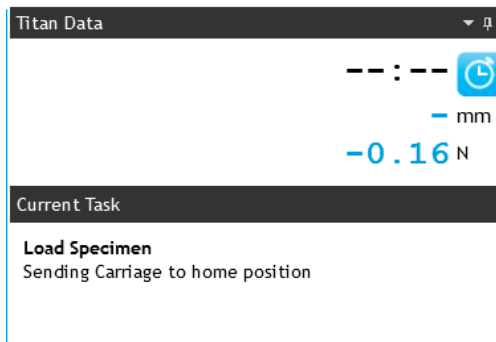 Titan Data
--:--
- mm
-0.16 N
Current Task
Load Specimen
Sending Carriage to home position